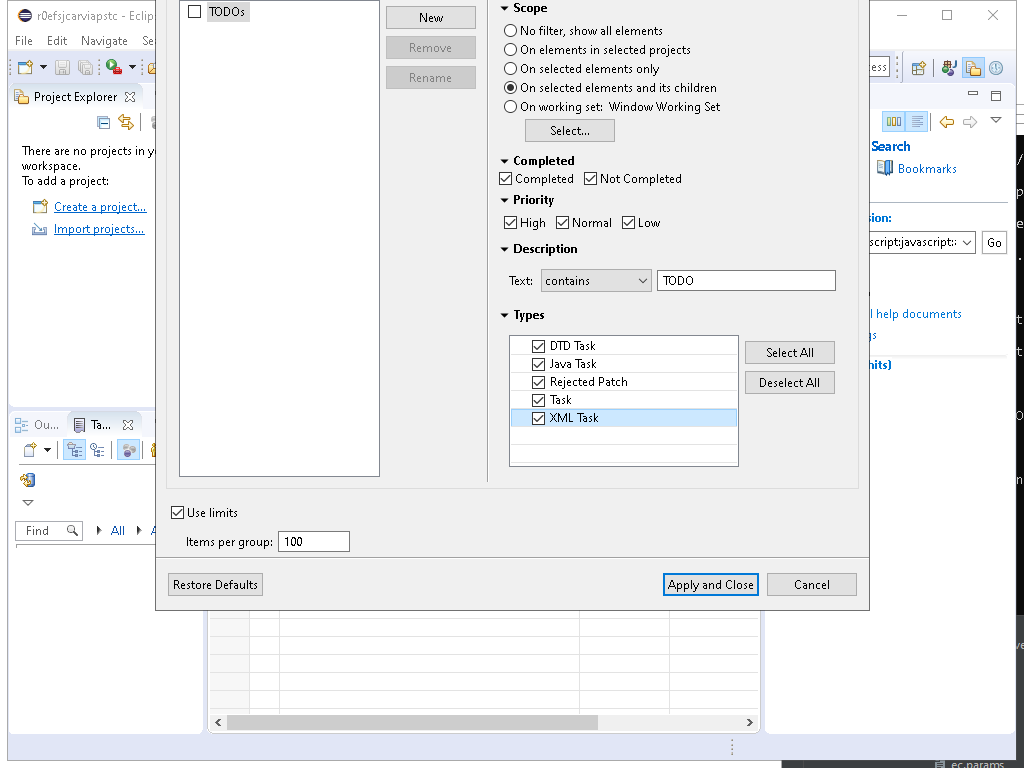 r0efsjcarviapstc - Eclip
File Edit Navigate Se
Project Explorer
There are no projects in y
workspace.
To add a project:
Create a project...
Import projects...
Ou...
Ta...
Find
All
TODOs
New
Remove
Rename
Scope
No filter, show all elements
On elements in selected projects
On selected elements only
On selected elements and its children
On working set: Window Working Set
Select...
Completed
Completed
Not Completed
Priority
High
Normal
Low
Description
Text:
contains
TODO
Types
DTD Task
Java Task
Rejected Patch
Task
XML Task
Select All
Deselect All
Use limits
Items per group: 100
Restore Defaults
Apply and Close
Cancel
ess
Search
Bookmarks
sion:
script:javascript::
Go
l help documents
gs
hits)
ec.params